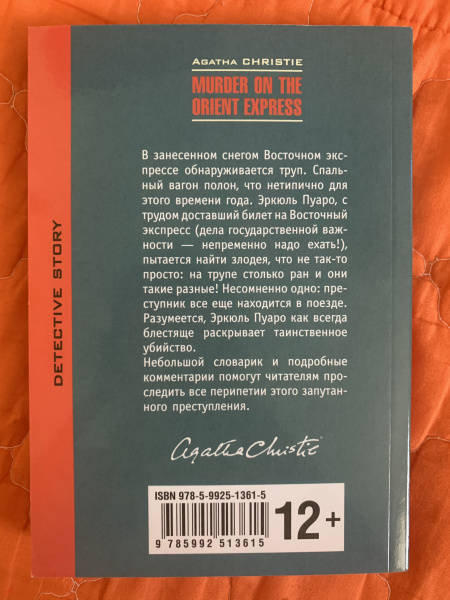 AGATHA CHRISTIE
MURDER ON THE
ORIENT EXPRESS
В занесенном снегом Восточном экс-
прессе обнаруживается труп. Спаль-
ный вагон полон, что нетипично для
этого времени года. Эркюль Пуаро, с
трудом доставший билет на Восточный
экспресс (дела государственной важ-
ности — непременно надо ехать!),
пытается найти злодея, что не так-то
просто: на трупе столько ран и они
такие разные! Несомненно одно: пре-
ступник все еще находится в поезде.
Разумеется, Эркюль Пуаро как всегда
блестяще раскрывает таинственное
убийство.
Небольшой словарик и подробные
комментарии помогут читателям про-
следить все перипетии этого запутан-
ного преступления.
Agatha Christie
ISBN 978-5-9925-1361-5
9 785992 513615
12+
DETECTIVE STORY